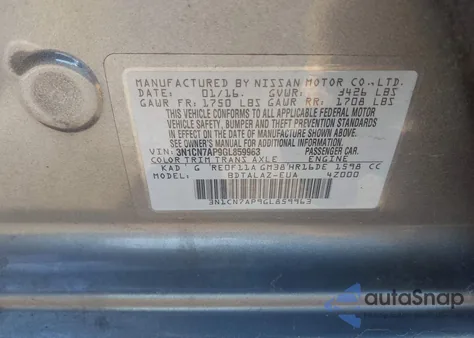 MANUFACTURED BY NISSAN MOTOR CO., LTD.
DATE: 01/16. GVWR: 3426 LBS
GAWR FR: 1750 LBS GAWR RR: 1708 LBS
THIS VEHICLE CONFORMS TO ALL APPLICABLE FEDERAL MOTOR
VEHICLE SAFETY, BUMPER, AND THEFT PREVENTION STANDARDS
IN EFFECT ON THE DATE OF MANUFACTURE SHOWN ABOVE.
SEE OWNER'S MANUAL FOR ADDITIONAL INFORMATION.
VIN: 3N1CN7AP9GL859963 PASSENGER CAR.
COLOR TRIM TRANS AXLE ENGINE
KAD G RE0F11A GM38 HR16DE 1598 CC
MODEL: BDTALAZ-EUA 4Z000
3N1CN7AP9GL859963
autoSnap